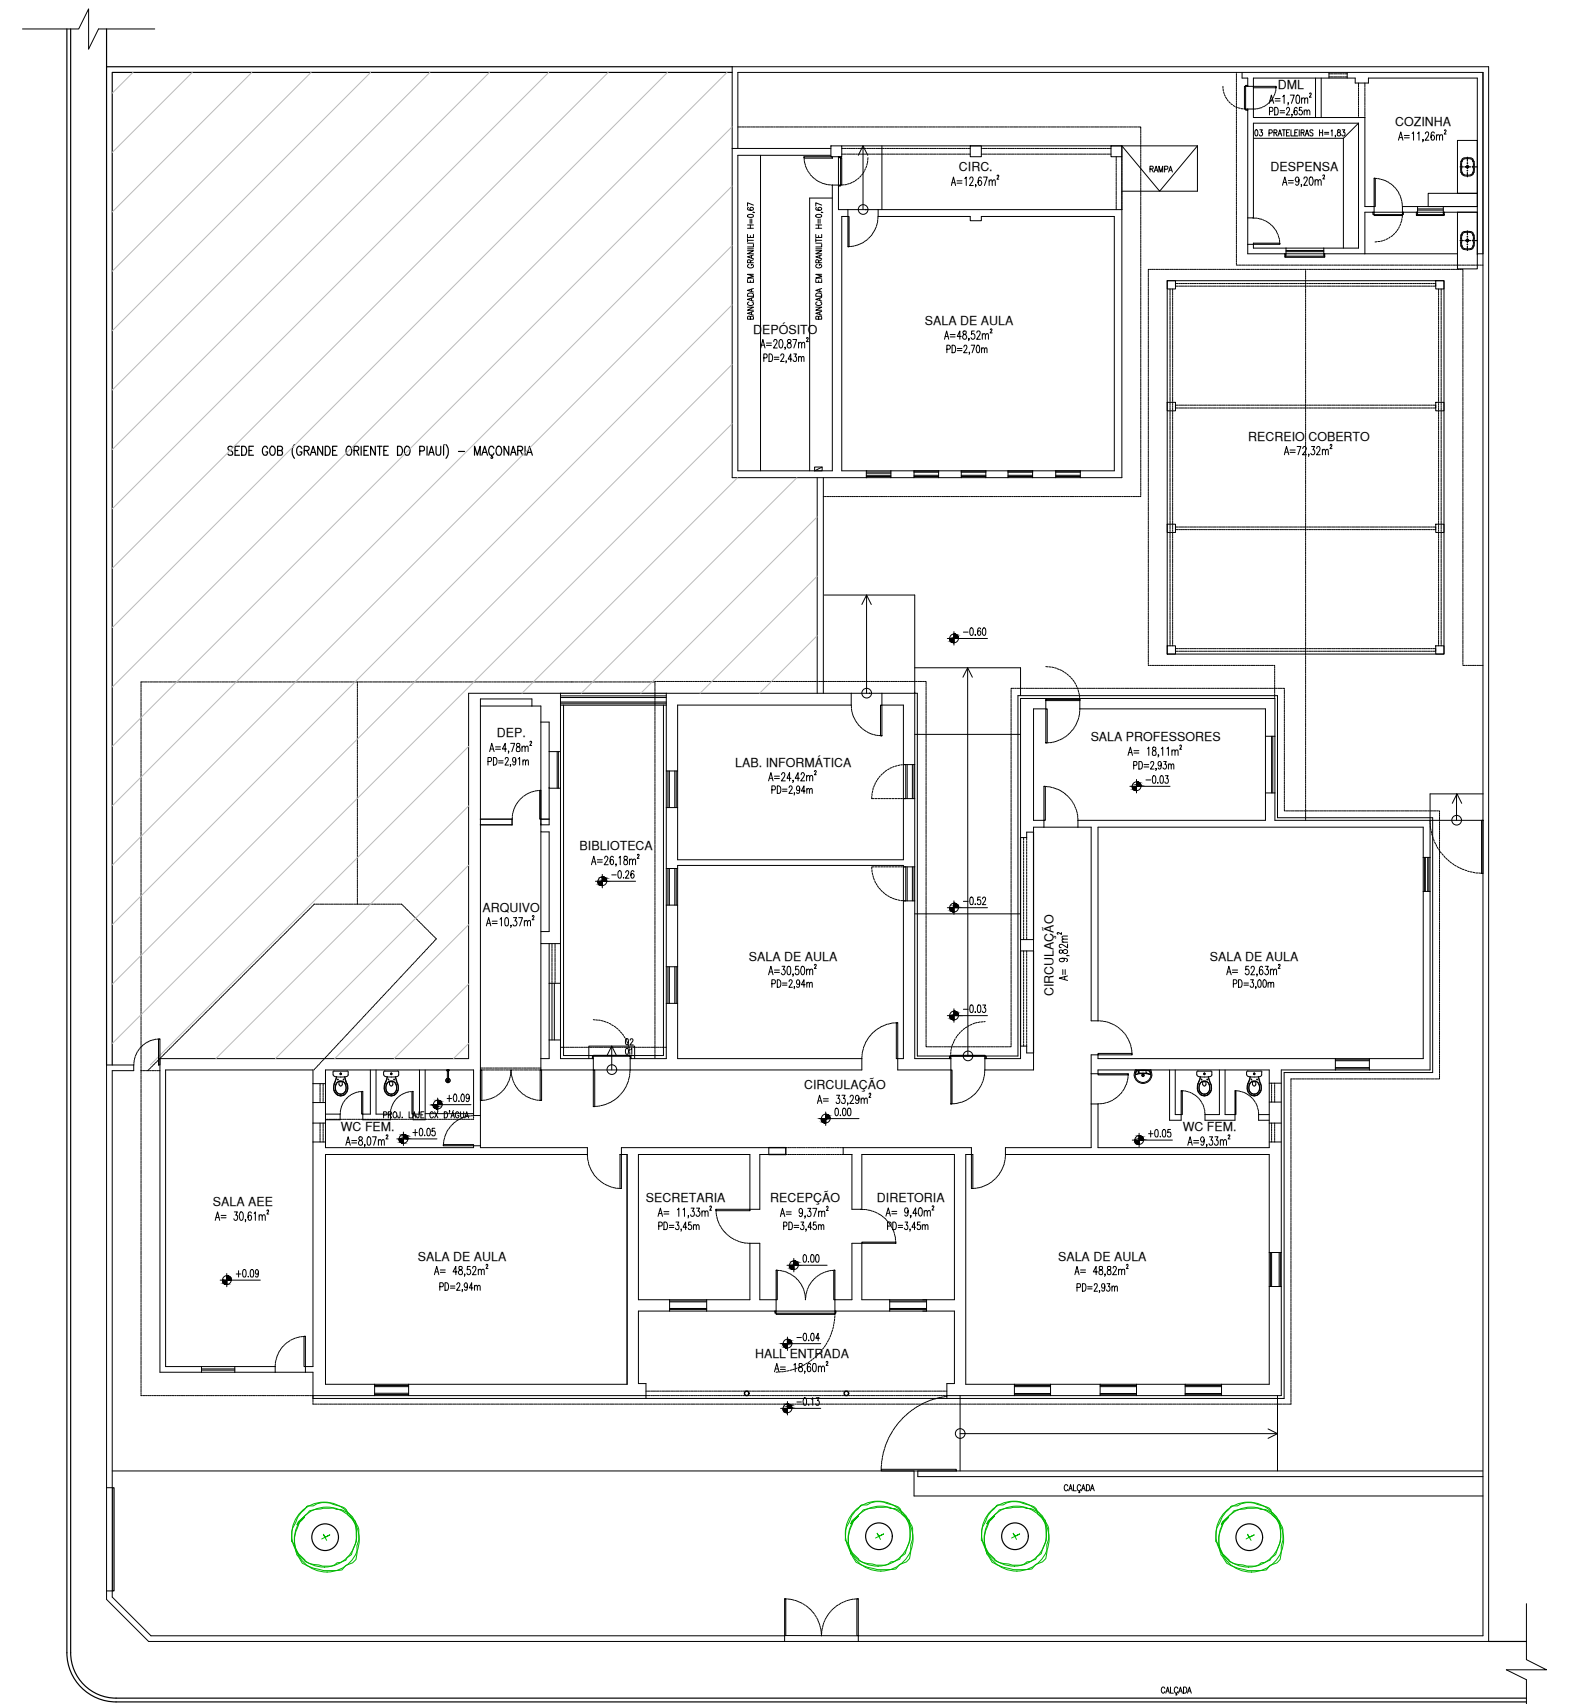 DML
A=1,70m²
PD=2,65m
COZINHA
A=11,26m²
03 PRATELEIRAS H=1,83
DESPENSA
A=9,20m²
CIRC.
A=12,67m²
RAMPA
BANCADA EM GRANILITE H=0,67
BANCADA EM GRANILITE H=0,67
DEPÓSITO
A=20,87m²
PD=2,43m
SALA DE AULA
A=48,52m²
PD=2,70m
RECREIO COBERTO
A=72,32m²
SEDE GOB (GRANDE ORIENTE DO PIAUÍ) - MAÇONARIA
-0.60
DEP.
A=4,78m²
PD=2,91m
LAB. INFORMÁTICA
A=24,42m²
PD=2,94m
SALA PROFESSORES
A= 18,11m²
PD=2,93m
-0.03
BIBLIOTECA
A=26,18m²
-0.26
ARQUIVO
A=10,37m²
-0.52
CIRCULAÇÃO
A= 9,82m²
SALA DE AULA
A=30,50m²
PD=2,94m
SALA DE AULA
A= 52,63m²
PD=3,00m
-0.03
02
01
CIRCULAÇÃO
A= 33,29m²
0.00
+0.09
PROJ. LAJE CX D'ÁGUA
WC FEM.
A=8,07m²
+0.05
WC FEM.
A=9,33m²
+0.05
SALA AEE
A= 30,61m²
+0.09
SECRETARIA
A= 11,33m²
PD=3,45m
RECEPÇÃO
A= 9,37m²
PD=3,45m
0.00
DIRETORIA
A= 9,40m²
PD=3,45m
SALA DE AULA
A= 48,52m²
PD=2,94m
SALA DE AULA
A= 48,82m²
PD=2,93m
-0.04
HALL ENTRADA
A= 18,60m²
-0.13
CALÇADA
CALÇADA